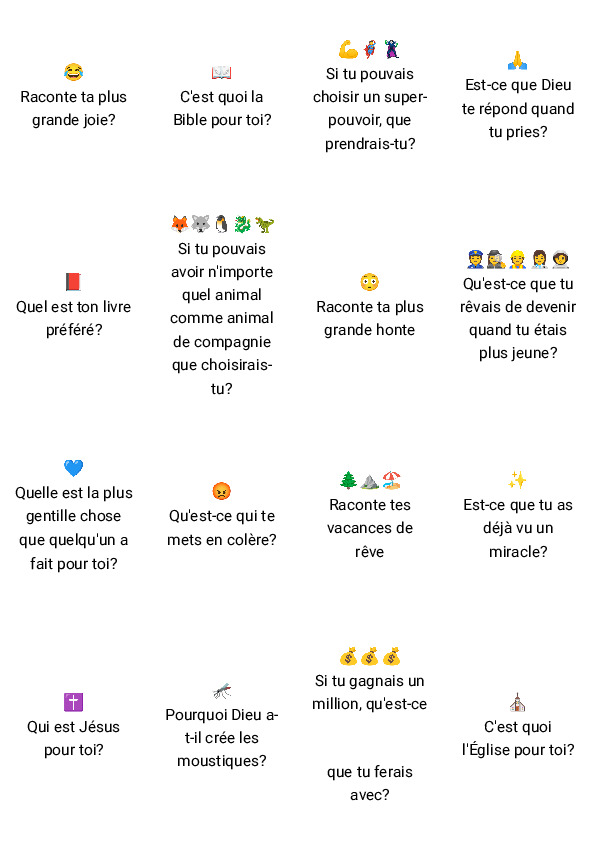 😂
Raconte ta plus
grande joie?
📖
C'est quoi la
Bible pour toi?
💪🦸🦹
Si tu pouvais
choisir un super-
pouvoir, que
prendrais-tu?
🙏
Est-ce que Dieu
te répond quand
tu pries?
📕
Quel est ton livre
préféré?
🦊🐺🐧🐉🦖
Si tu pouvais
avoir n'importe
quel animal
comme animal
de compagnie
que choisirais-
tu?
😳
Raconte ta plus
grande honte
👮🕵️👷👩‍⚕️👩‍🚀
Qu'est-ce que tu
rêvais de devenir
quand tu étais
plus jeune?
💙
Quelle est la plus
gentille chose
que quelqu'un a
fait pour toi?
😡
Qu'est-ce qui te
mets en colère?
🌲⛰️🏖️
Raconte tes
vacances de
rêve
✨
Est-ce que tu as
déjà vu un
miracle?
✝️
Qui est Jésus
pour toi?
🦟
Pourquoi Dieu a-
t-il crée les
moustiques?
💰💰💰
Si tu gagnais un
million, qu'est-ce
que tu ferais
avec?
⛪
C'est quoi
l'Église pour toi?